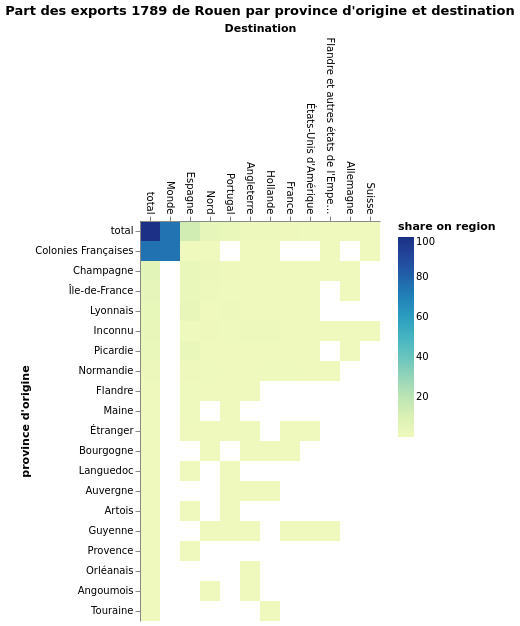 Part des exports 1789 de Rouen par province d'origine et destination
Destination
total
Monde
Espagne
Nord
Portugal
Angleterre
Hollande
France
États-Unis d'Amérique
Flandre et autres états de l'Empe…
Allemagne
Suisse
share on region
100
80
60
40
20
province d'origine
total
Colonies Françaises
Champagne
Île-de-France
Lyonnais
Inconnu
Picardie
Normandie
Flandre
Maine
Étranger
Bourgogne
Languedoc
Auvergne
Artois
Guyenne
Provence
Orléanais
Angoumois
Touraine